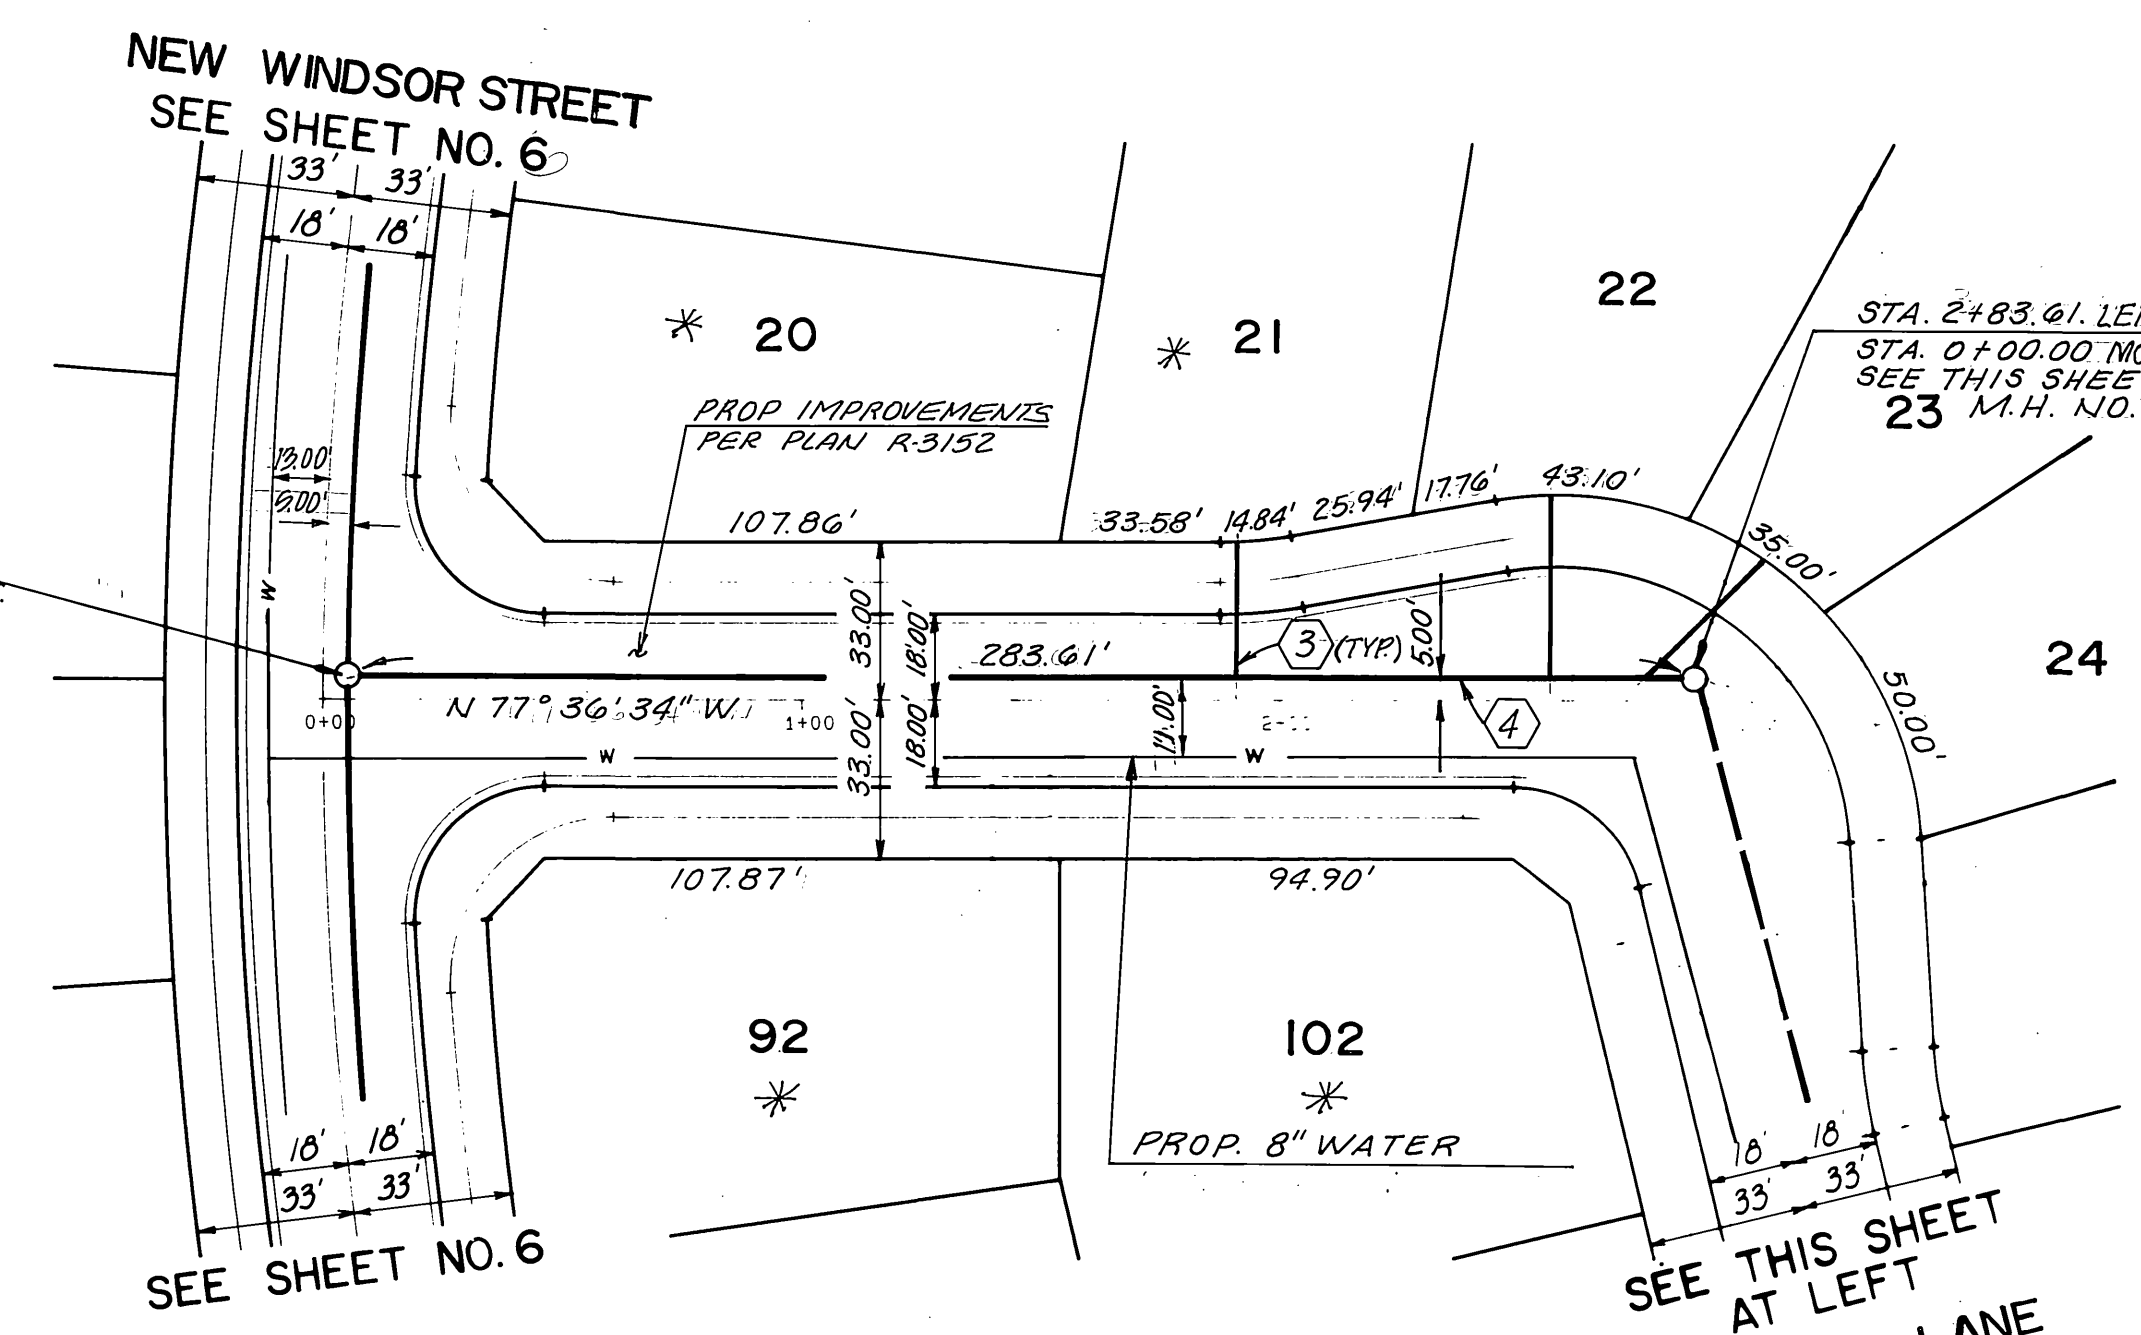 NEW WINDSOR STREET
SEE SHEET NO. 6
33' 33'
18' 18'
22
* 20
* 21
STA. 2+83.61.
STA. 0+00.00
SEE THIS SHEE
23 M.H. NO.
PROP IMPROVEMENTS
PER PLAN R-3152
13.00'
5.00'
107.86'
33.58'
14.84'
25.94'
17.76'
43.10'
35.00'
50.00'
W
33.00'
18.00'
283.61'
3 (TYP.)
5.00'
24
N 77° 36' 34" W
0+00
1+00
33.00'
18.00'
4
W
W
107.87'
94.90'
92
*
102
*
PROP. 8" WATER
18' 18'
33' 33'
SEE SHEET NO. 6
18' 18'
33' 33'
SEE THIS SHEET
AT LEFT
LANE